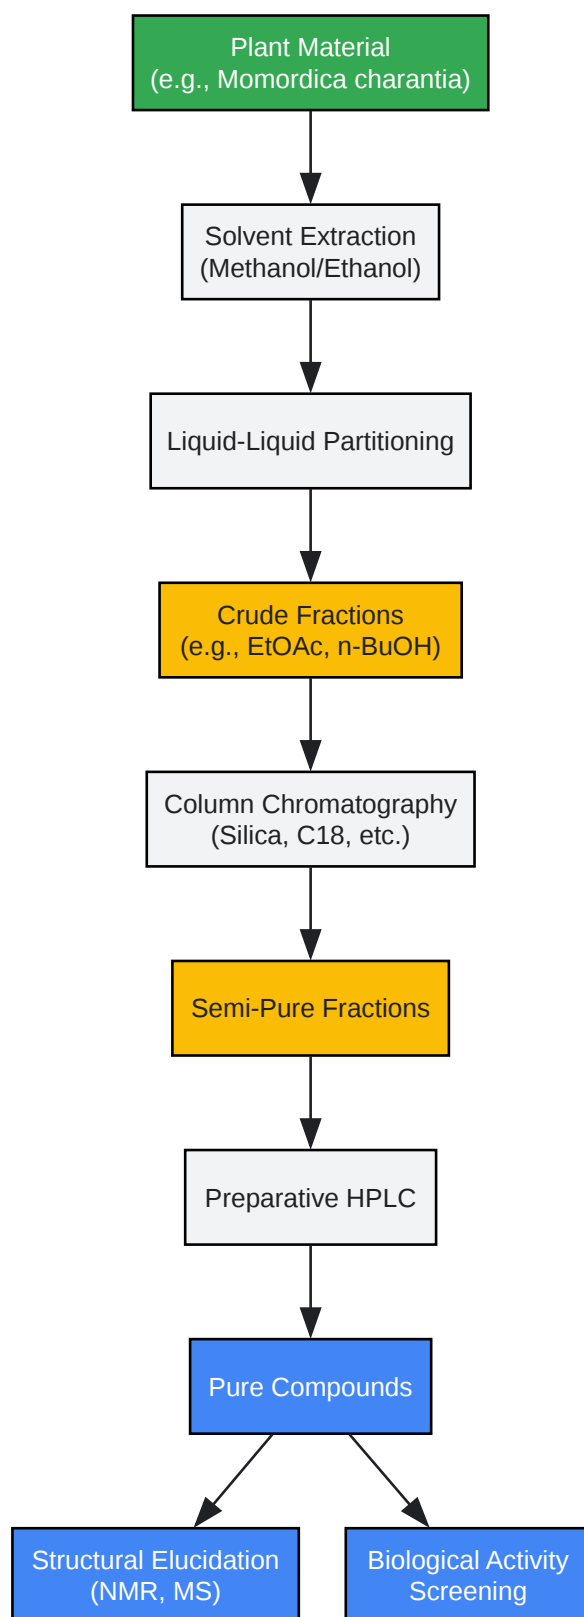 Plant Material
(e.g., Momordica charantia)
Solvent Extraction
(Methanol/Ethanol)
Liquid-Liquid Partitioning
Crude Fractions
(e.g., EtOAc, n-BuOH)
Column Chromatography
(Silica, C18, etc.)
Semi-Pure Fractions
Preparative HPLC
Pure Compounds
Structural Elucidation
(NMR, MS)
Biological Activity
Screening